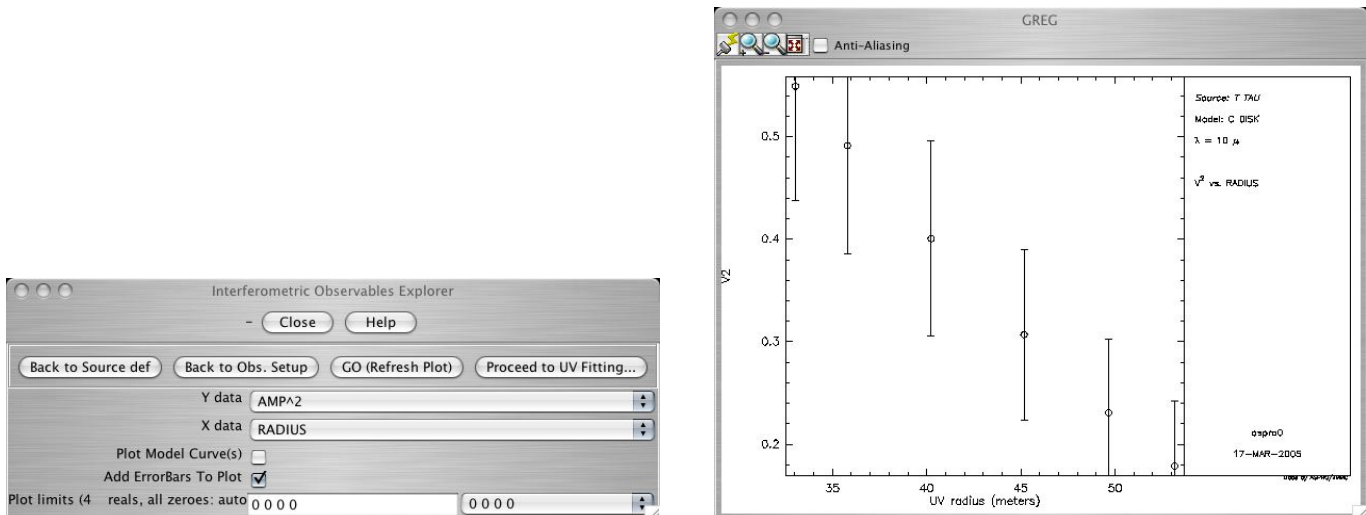 Interferometric Observables Explorer
- Close Help
Back to Source def Back to Obs. Setup GO (Refresh Plot) Proceed to UV Fitting...
Y data AMP^2
X data RADIUS
Plot Model Curve(s)
Add ErrorBars To Plot
Plot limits (4 reals, all zeroes: auto 0 0 0 0 0 0 0 0
GREG
Anti-Aliasing
Source: T TAU
Model: C DISK
λ = 10 μ
V² vs. RADIUS
0.5
0.4
V2
0.3
0.2
aspro0
17-MAR-2005
35 40 45 50
UV radius (meters)